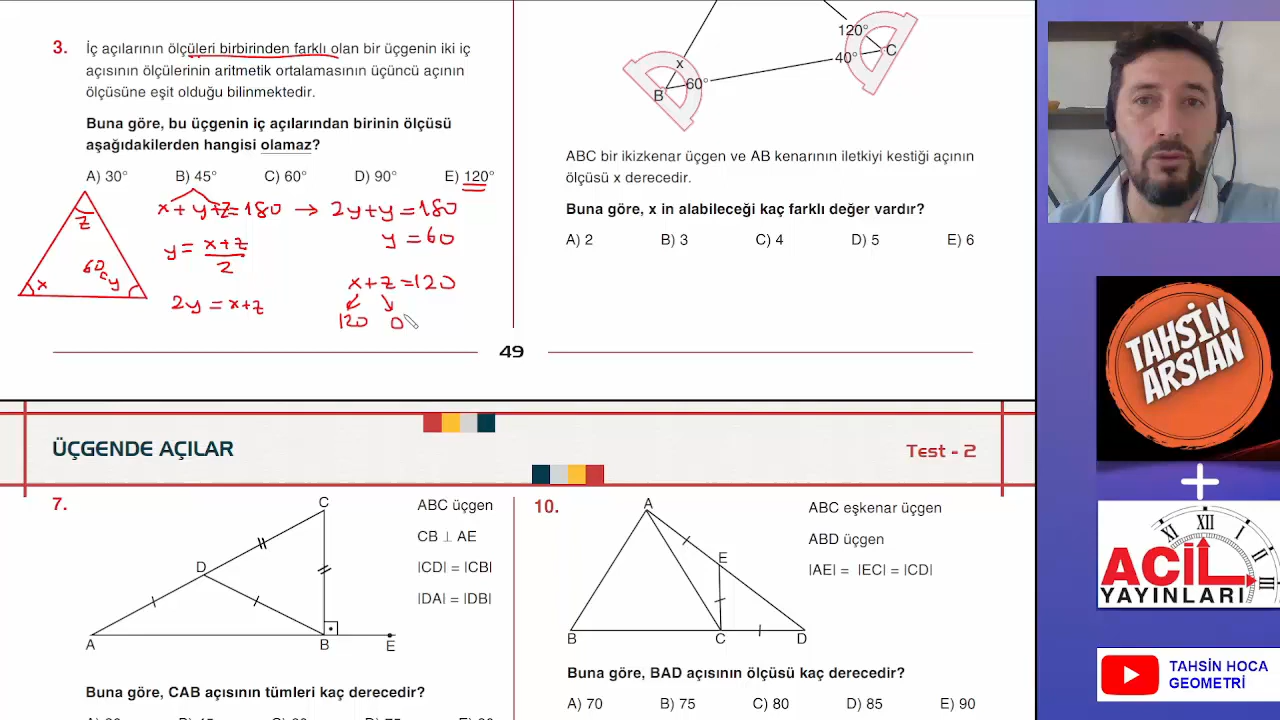 3. İç açılarının ölçüleri birbirinden farklı olan bir üçgenin iki iç
açısının ölçülerinin aritmetik ortalamasının üçüncü açının
ölçüsüne eşit olduğu bilinmektedir.
Buna göre, bu üçgenin iç açılarından birinin ölçüsü
aşağıdakilerden hangisi olamaz?
A) 30° B) 45° C) 60° D) 90° E) 120°
z
60
x
y
x+y+z=180 → 2y+y=180
y = x+z/2
y=60
2y = x+z
x+z=120
120 0
x
B
60°
120°
40°
C
ABC bir ikizkenar üçgen ve AB kenarının iletkiyi kestiği açının
ölçüsü x derecedir.
Buna göre, x in alabileceği kaç farklı değer vardır?
A) 2 B) 3 C) 4 D) 5 E) 6
49
ÜÇGENDE AÇILAR
Test - 2
7.
C
D
A
B
E
ABC üçgen
CB ⊥ AE
|CD| = |CB|
|DA| = |DB|
Buna göre, CAB açısının tümleri kaç derecedir?
10.
A
E
B
C
D
ABC eşkenar üçgen
ABD üçgen
|AE| = |EC| = |CD|
Buna göre, BAD açısının ölçüsü kaç derecedir?
A) 70 B) 75 C) 80 D) 85 E) 90
TAHSİN
ARSLAN
+
XI XII I II III
ACİL
YAYINLARI
TAHSİN HOCA
GEOMETRİ